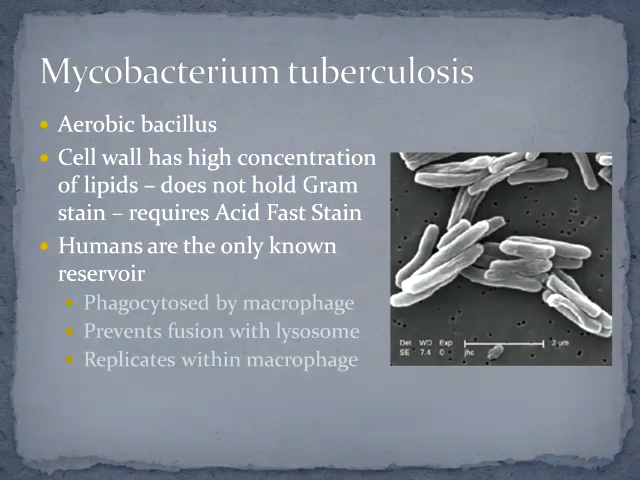 Mycobacterium tuberculosis
Aerobic bacillus
Cell wall has high concentration
of lipids – does not hold Gram
stain – requires Acid Fast Stain
Humans are the only known
reservoir
Phagocytosed by macrophage
Prevents fusion with lysosome
Replicates within macrophage
Det WD Exp
SE 7.4 0 jhc 2 µm